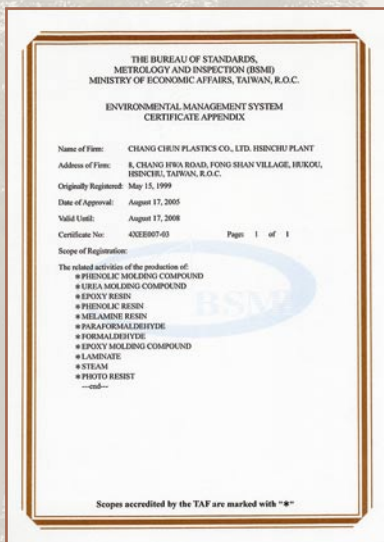 THE BUREAU OF STANDARDS,
METROLOGY AND INSPECTION (BSMI)
MINISTRY OF ECONOMIC AFFAIRS, TAIWAN, R.O.C.
ENVIRONMENTAL MANAGEMENT SYSTEM
CERTIFICATE APPENDIX
Name of Firm: CHANG CHUN PLASTICS CO., LTD. HSINCHU PLANT
Address of Firm: 8, CHANG HWA ROAD, FONG SHAN VILLAGE, HUKOU,
HSINCHU, TAIWAN, R.O.C.
Originally Registered: May 15, 1999
Date of Approval: August 17, 2005
Valid Until: August 17, 2008
Certificate No: 4XEE007-03 Page: 1 of 1
Scope of Registration:
The related activities of the production of:
*PHENOLIC MOLDING COMPOUND
*UREA MOLDING COMPOUND
*EPOXY RESIN
*PHENOLIC RESIN
*MELAMINE RESIN
*PARAFORMALDEHYDE
*FORMALDEHYDE
*EPOXY MOLDING COMPOUND
*LAMINATE
*STEAM
*PHOTO RESIST
---end---
BSMI
Scopes accredited by the TAF are marked with "*"